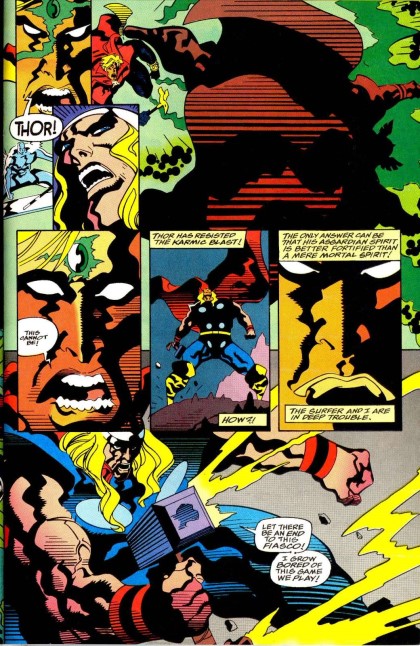 THOR!
THOR HAS RESISTED
THE KARMIC BLAST!
THE ONLY ANSWER CAN BE
THAT HIS ASGARDIAN SPIRIT
IS BETTER FORTIFIED THAN
A MERE MORTAL SPIRIT!
THIS
CANNOT
BE!
HOW?!
THE SURFER AND I ARE
IN DEEP TROUBLE.
LET THERE
BE AN END
TO THIS
FIASCO!
I GROW
BORED OF
THIS GAME
WE PLAY!